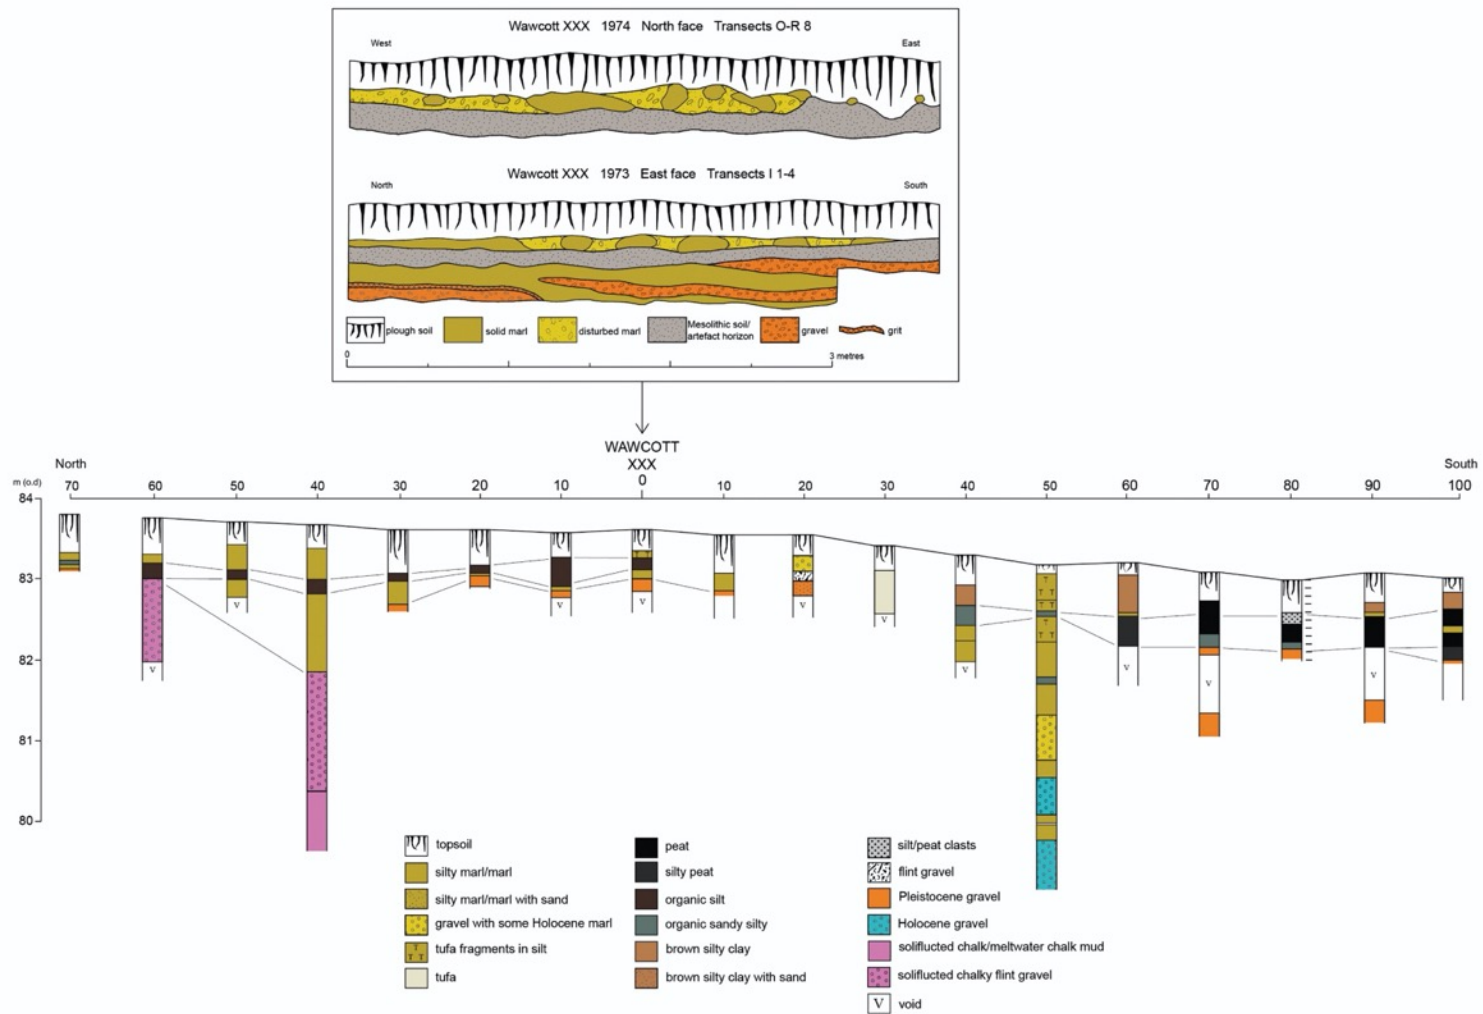 Wawcott XXX 1974 North face Transects O-R 8
West East
Wawcott XXX 1973 East face Transects I 1-4
North South
plough soil solid marl disturbed marl Mesolithic soil/
artefact horizon gravel grit
0 3 metres
WAWCOTT
XXX
North South
m (o.d)
70 60 50 40 30 20 10 0 10 20 30 40 50 60 70 80 90 100
84
83
82
81
80
V V V V V V V V V V V
T T T
T T
T T
topsoil
silty marl/marl
silty marl/marl with sand
gravel with some Holocene marl
T T T tufa fragments in silt
tufa
peat
silty peat
organic silt
organic sandy silty
brown silty clay
brown silty clay with sand
silt/peat clasts
flint gravel
Pleistocene gravel
Holocene gravel
soliflucted chalk/meltwater chalk mud
soliflucted chalky flint gravel
V void